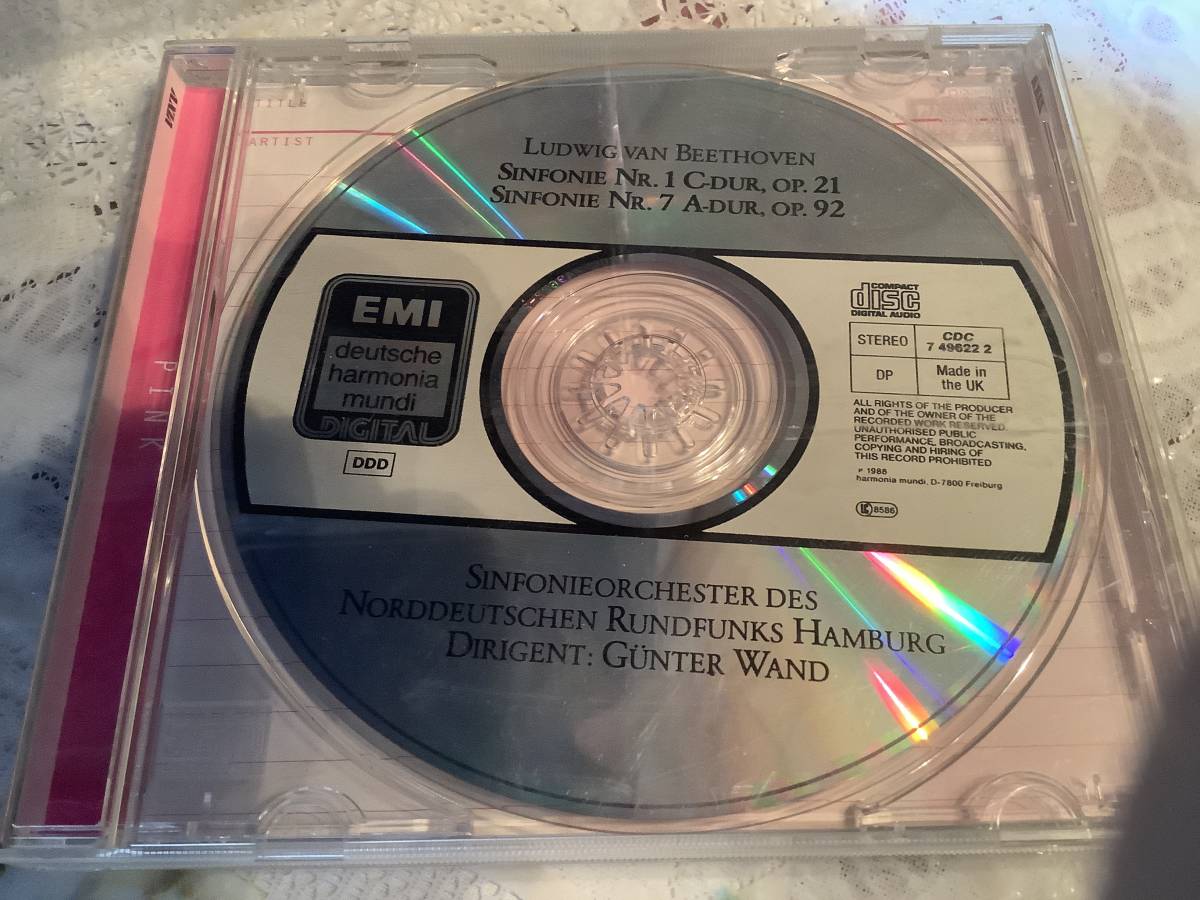 TITLE
ARTIST
PINK
LUDWIG VAN BEETHOVEN
SINFONIE NR. 1 C-DUR, OP. 21
SINFONIE NR. 7 A-DUR, OP. 92
EMI
deutsche
harmonia
mundi
DIGITAL
DDD
COMPACT
disc
DIGITAL AUDIO
STEREO
CDC
7 49622 2
DP
Made in
the UK
ALL RIGHTS OF THE PRODUCER
AND OF THE OWNER OF THE
RECORDED WORK RESERVED
UNAUTHORISED PUBLIC
PERFORMANCE, BROADCASTING,
COPYING AND HIRING OF
THIS RECORD PROHIBITED
℗ 1988
harmonia mundi, D-7800 Freiburg
LC 8586
SINFONIEORCHESTER DES
NORDDEUTSCHEN RUNDFUNKS HAMBURG
DIRIGENT: GÜNTER WAND